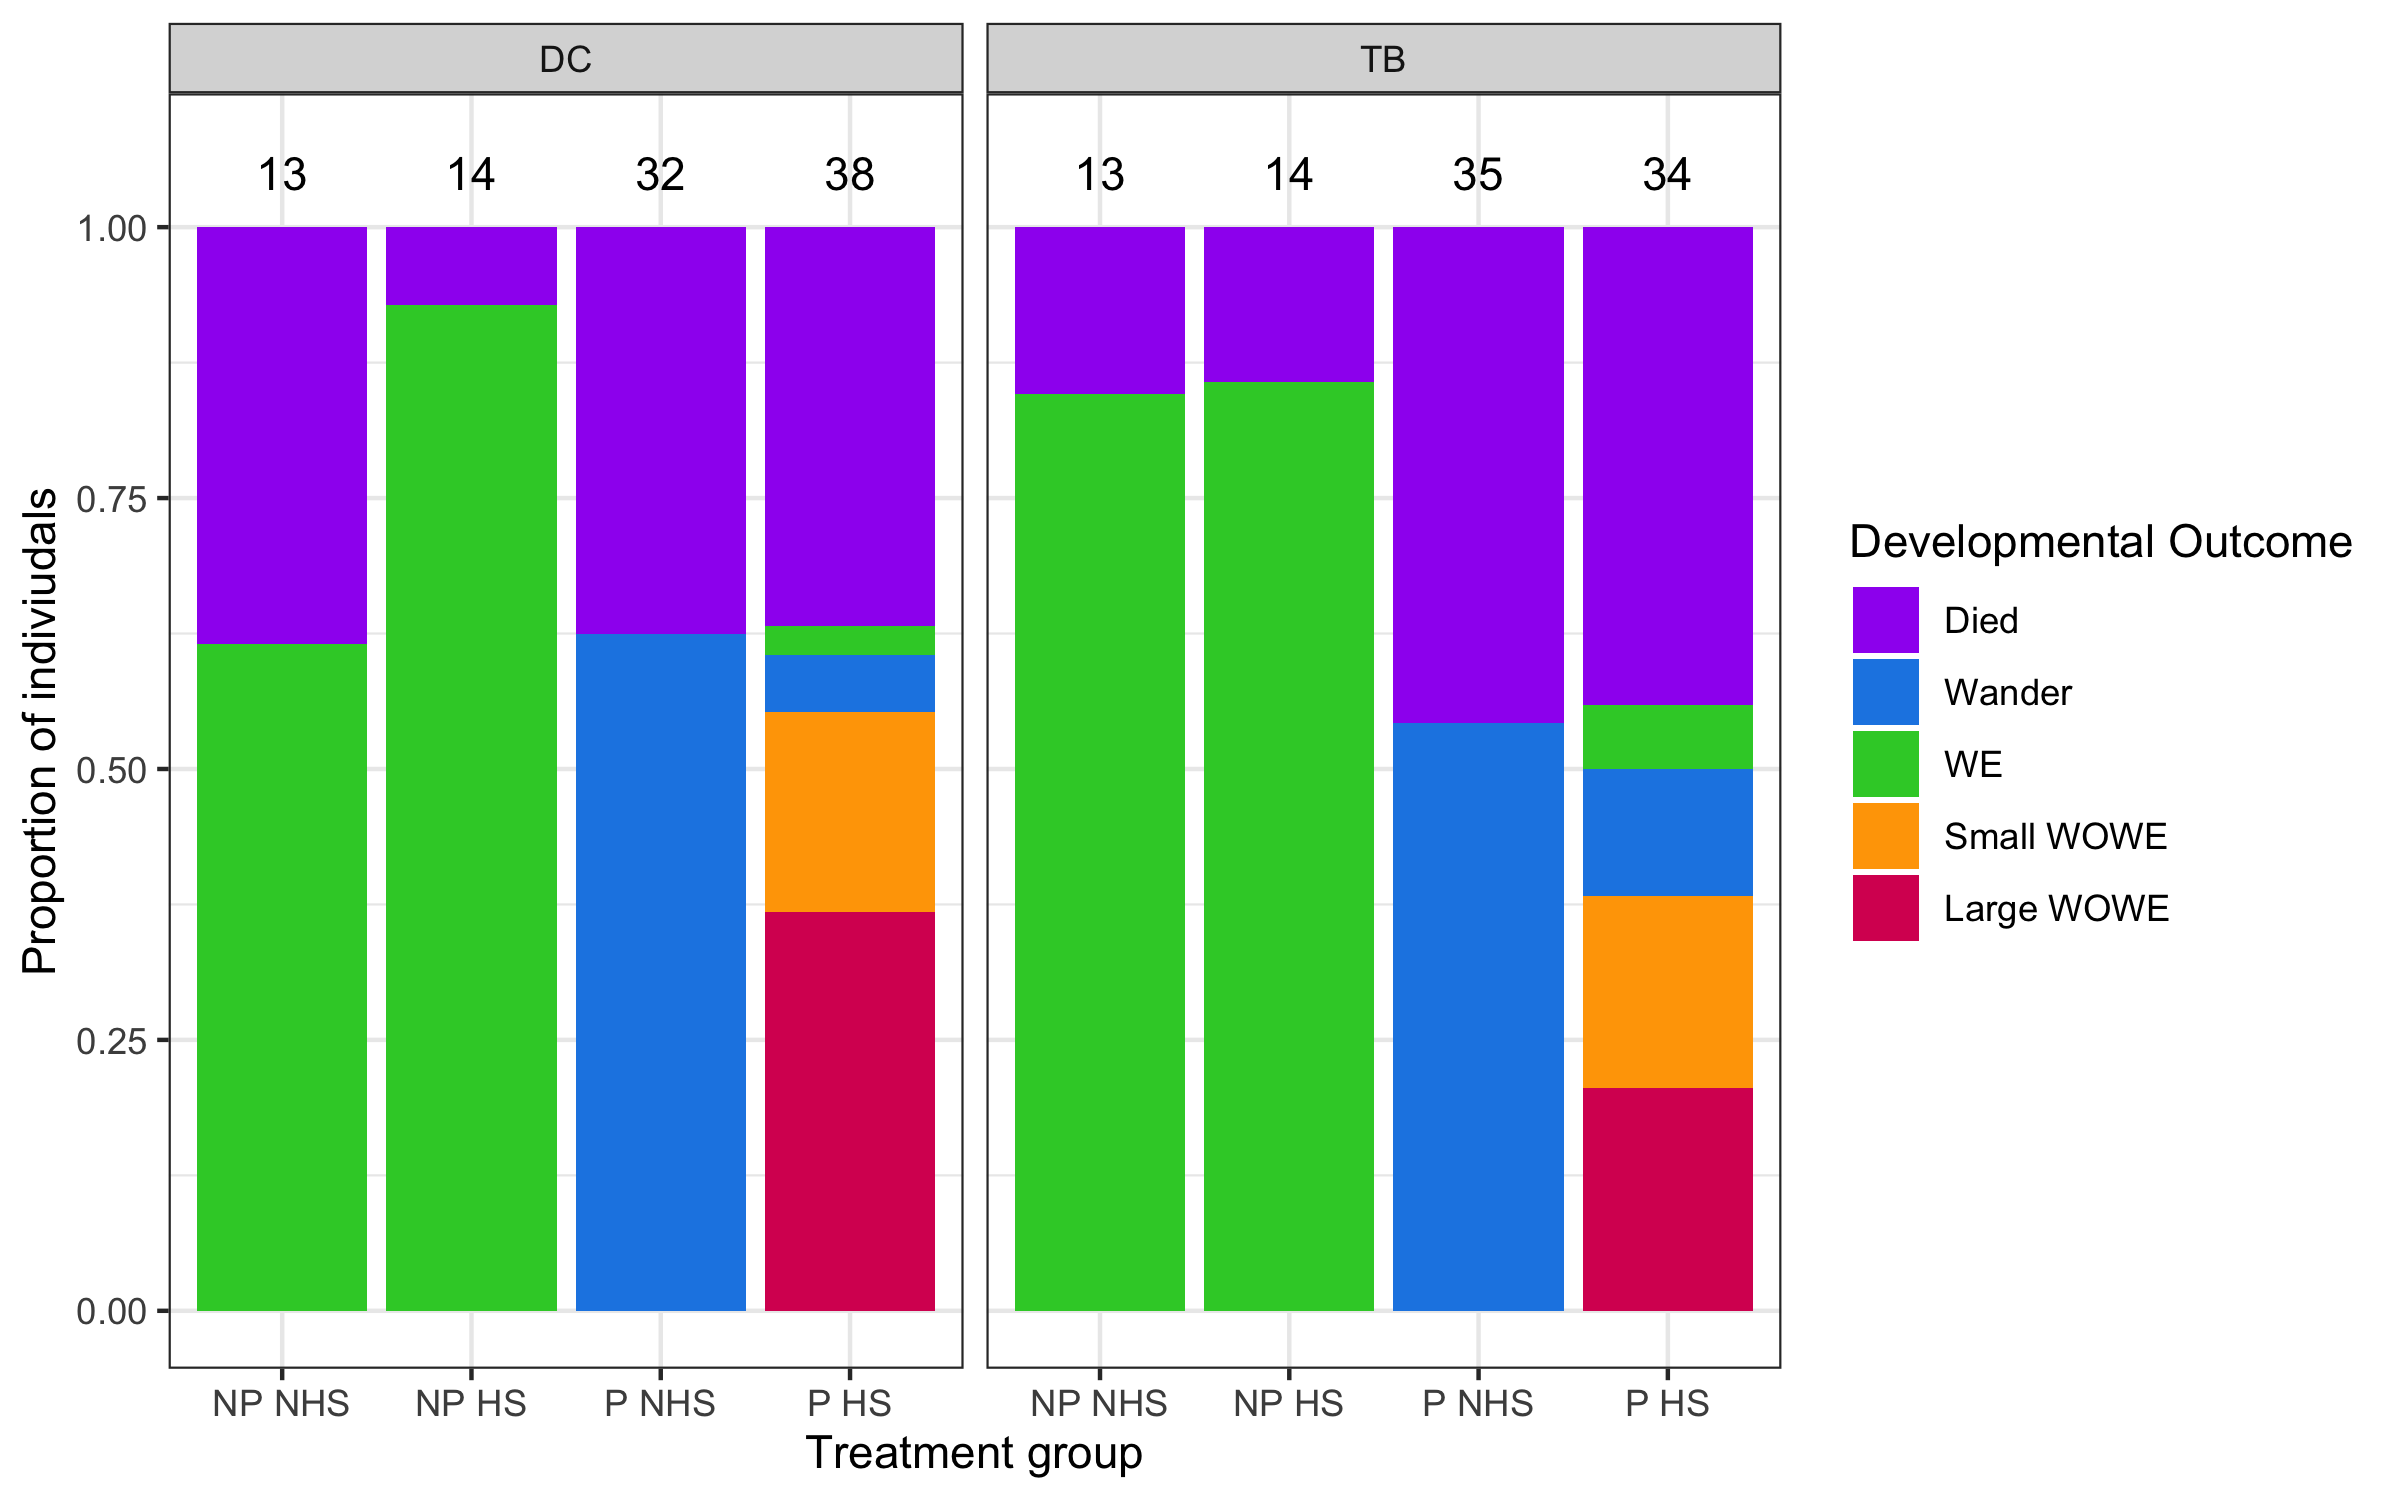 DC
TB
13 14 32 38
13 14 35 34
1.00
0.75
0.50
0.25
0.00
Proportion of indiviudals
NP NHS NP HS P NHS P HS
NP NHS NP HS P NHS P HS
Treatment group
Developmental Outcome
Died
Wander
WE
Small WOWE
Large WOWE